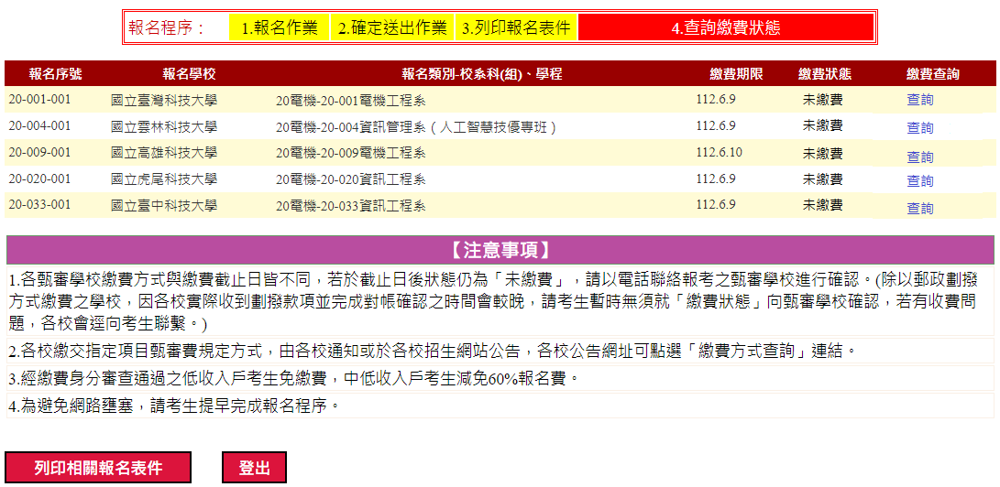 報名程序： 1.報名作業 2.確定送出作業 3.列印報名表件 4.查詢繳費狀態
報名序號 報名學校 報名類別-校系科(組)、學程 繳費期限 繳費狀態 繳費查詢
20-001-001 國立臺灣科技大學 20電機-20-001電機工程系 112.6.9 未繳費 查詢
20-004-001 國立雲林科技大學 20電機-20-004資訊管理系（人工智慧技優專班） 112.6.9 未繳費 查詢
20-009-001 國立高雄科技大學 20電機-20-009電機工程系 112.6.10 未繳費 查詢
20-020-001 國立虎尾科技大學 20電機-20-020資訊工程系 112.6.9 未繳費 查詢
20-033-001 國立臺中科技大學 20電機-20-033資訊工程系 112.6.9 未繳費 查詢
【注意事項】
1.各甄審學校繳費方式與繳費截止日皆不同，若於截止日後狀態仍為「未繳費」，請以電話聯絡報考之甄審學校進行確認。(除以郵政劃撥
方式繳費之學校，因各校實際收到劃撥款項並完成對帳確認之時間會較晚，請考生暫時無須就「繳費狀態」向甄審學校確認，若有收費問
題，各校會逕向考生聯繫。)
2.各校繳交指定項目甄審費規定方式，由各校通知或於各校招生網站公告，各校公告網址可點選「繳費方式查詢」連結。
3.經繳費身分審查通過之低收入戶考生免繳費，中低收入戶考生減免60%報名費。
4.為避免網路壅塞，請考生提早完成報名程序。
列印相關報名表件 登出